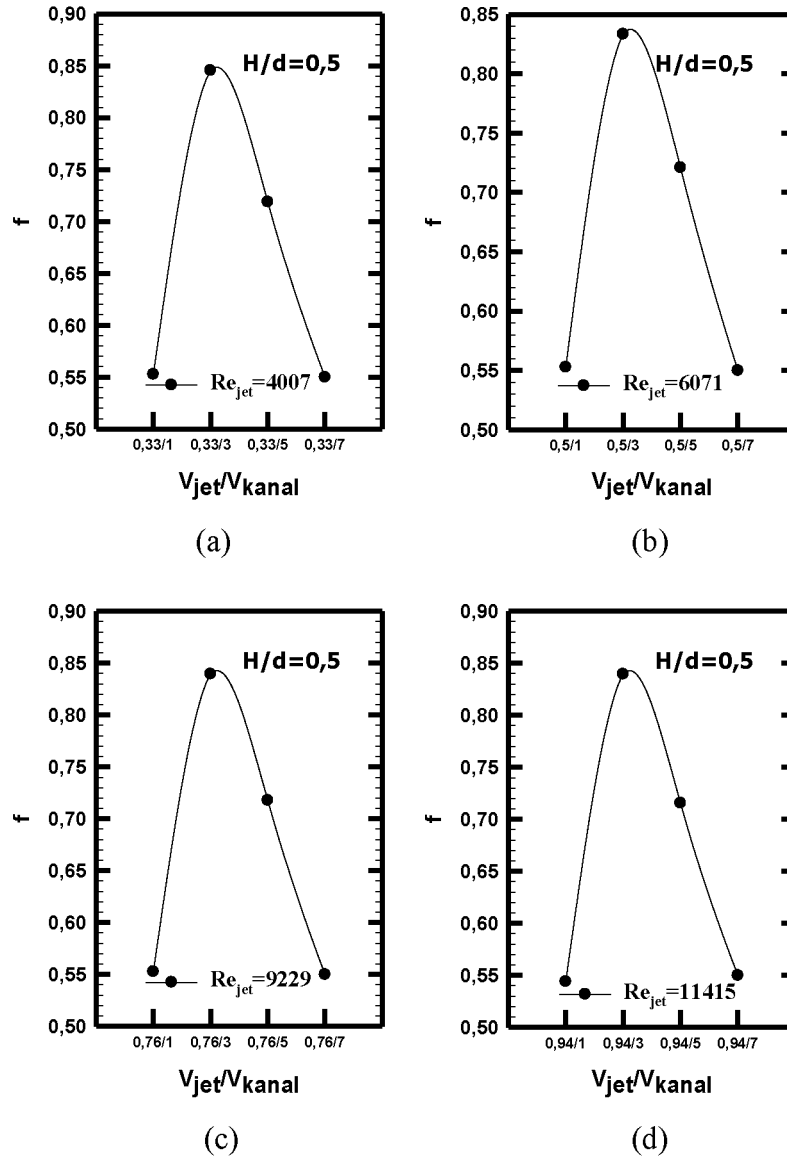 0,90
0,85
0,80
0,75
0,70
0,65
0,60
0,55
0,50
f
H/d=0,5
Re_jet=4007
0,33/1 0,33/3 0,33/5 0,33/7
V_jet/V_kanal
(a)
0,85
0,80
0,75
0,70
0,65
0,60
0,55
0,50
f
H/d=0,5
Re_jet=6071
0,5/1 0,5/3 0,5/5 0,5/7
V_jet/V_kanal
(b)
0,90
0,85
0,80
0,75
0,70
0,65
0,60
0,55
0,50
f
H/d=0,5
Re_jet=9229
0,76/1 0,76/3 0,76/5 0,76/7
V_jet/V_kanal
(c)
0,90
0,85
0,80
0,75
0,70
0,65
0,60
0,55
0,50
f
H/d=0,5
Re_jet=11415
0,94/1 0,94/3 0,94/5 0,94/7
V_jet/V_kanal
(d)